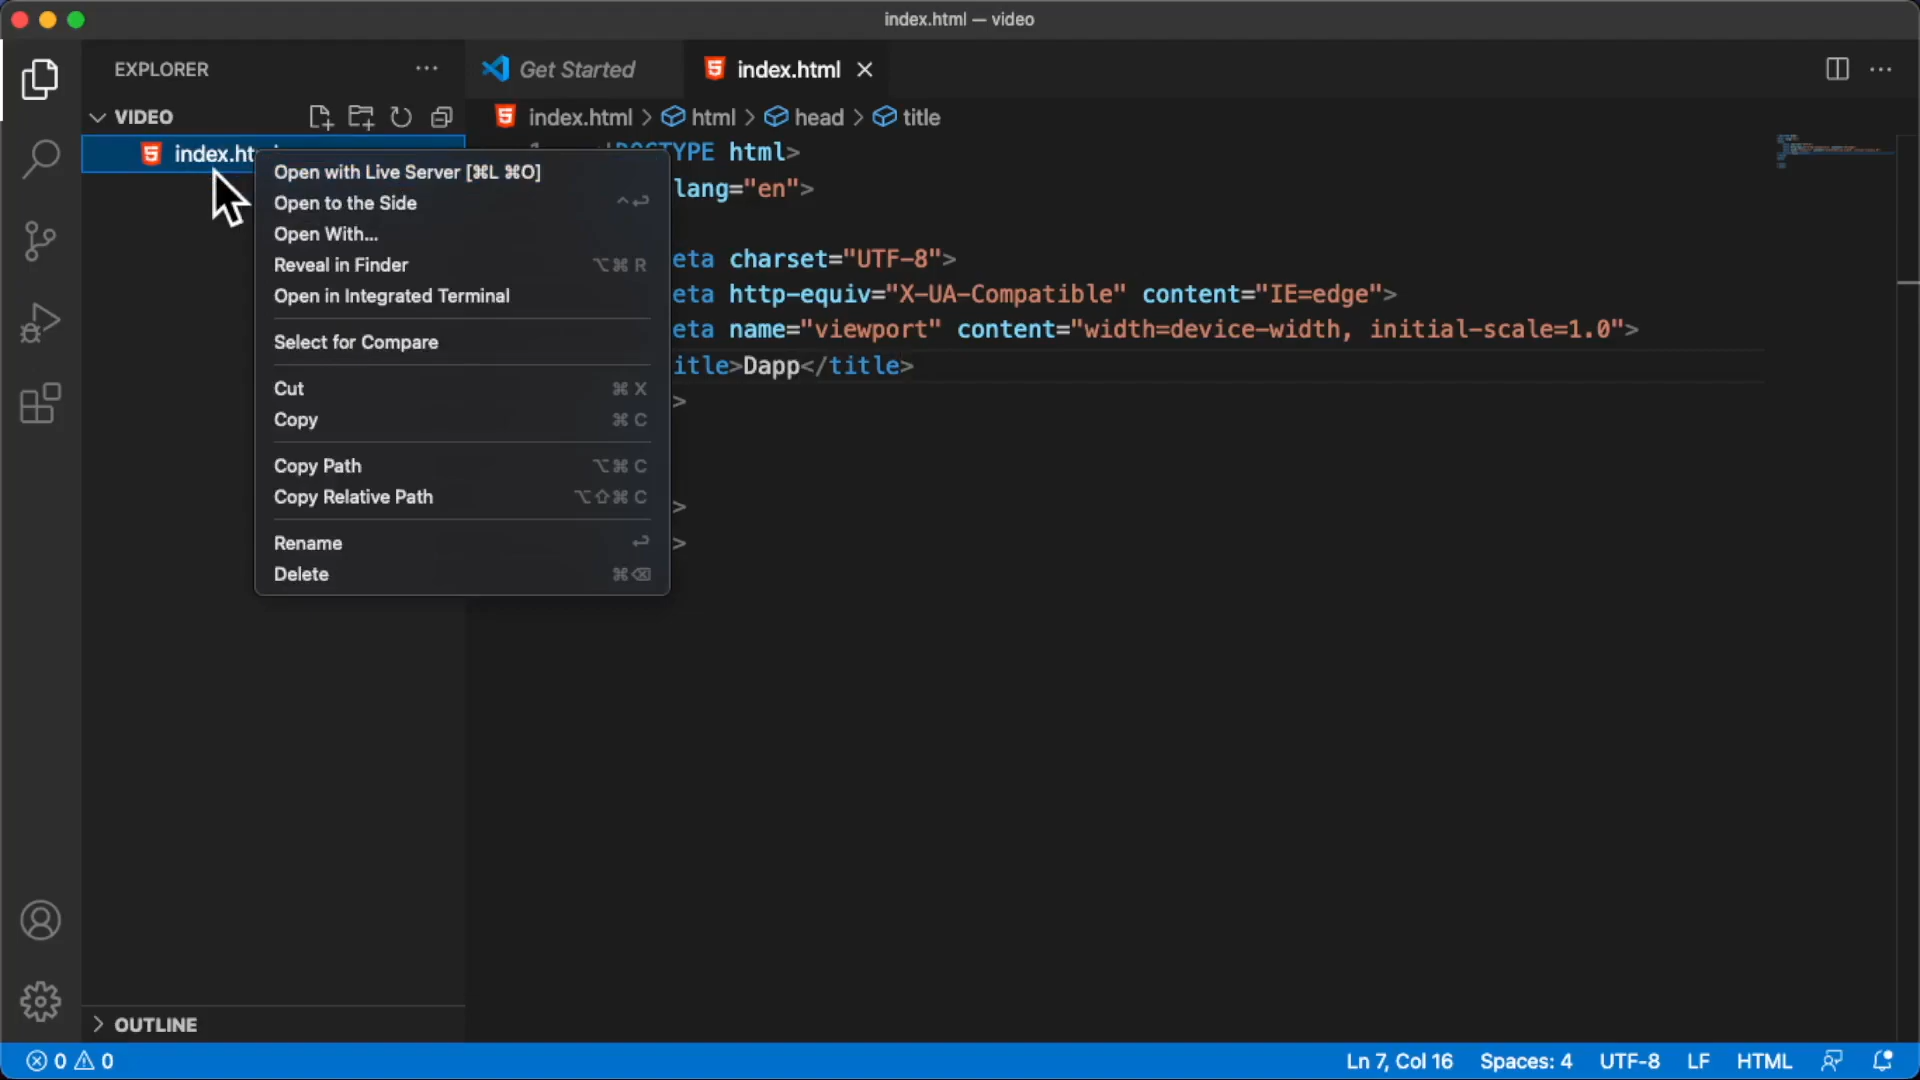 index.html — video
EXPLORER
Get Started
index.html
VIDEO
index.html > html > head > title
index.ht
Open with Live Server [⌘L ⌘O]
Open to the Side ^⏎
Open With...
Reveal in Finder ⌥⌘ R
Open in Integrated Terminal
Select for Compare
Cut ⌘ X
Copy ⌘ C
Copy Path ⌥⌘ C
Copy Relative Path ⌥⇧⌘ C
Rename ⏎
Delete ⌘⌫
DOCTYPE html>
lang="en">
eta charset="UTF-8">
eta http-equiv="X-UA-Compatible" content="IE=edge">
eta name="viewport" content="width=device-width, initial-scale=1.0">
itle>Dapp</title>
>
>
>
OUTLINE
0 0
Ln 7, Col 16 Spaces: 4 UTF-8 LF HTML